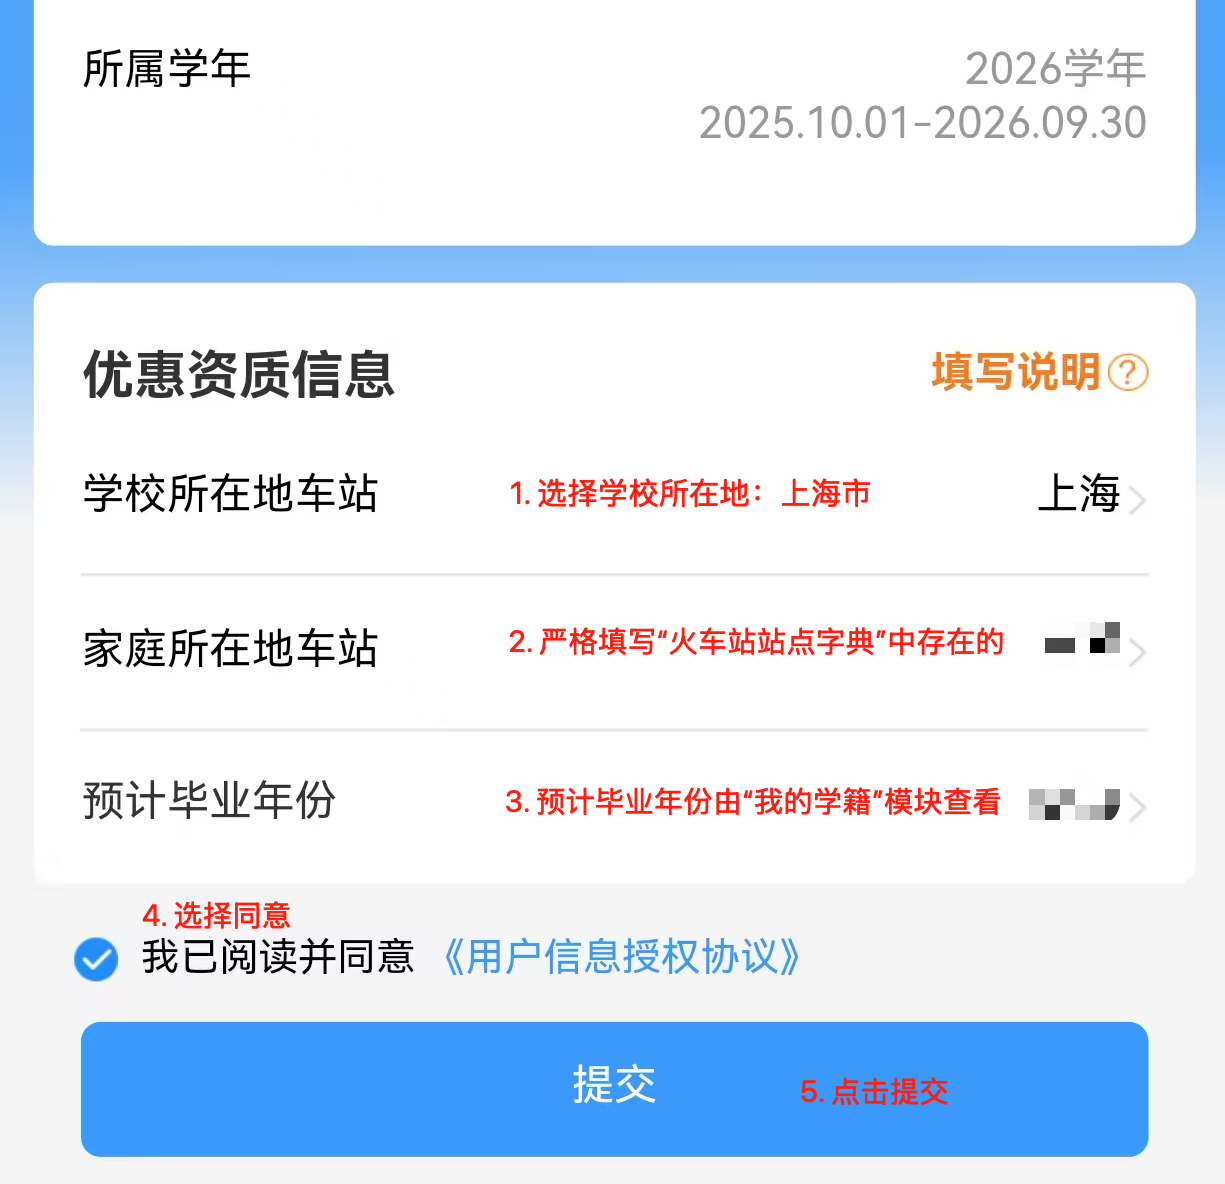 所属学年
2026学年
2025.10.01-2026.09.30
优惠资质信息
填写说明?
学校所在地车站 1. 选择学校所在地：上海市 上海
家庭所在地车站 2. 严格填写“火车站站点字典”中存在的
预计毕业年份 3. 预计毕业年份由“我的学籍”模块查看
4. 选择同意
我已阅读并同意 《用户信息授权协议》
提交 5. 点击提交